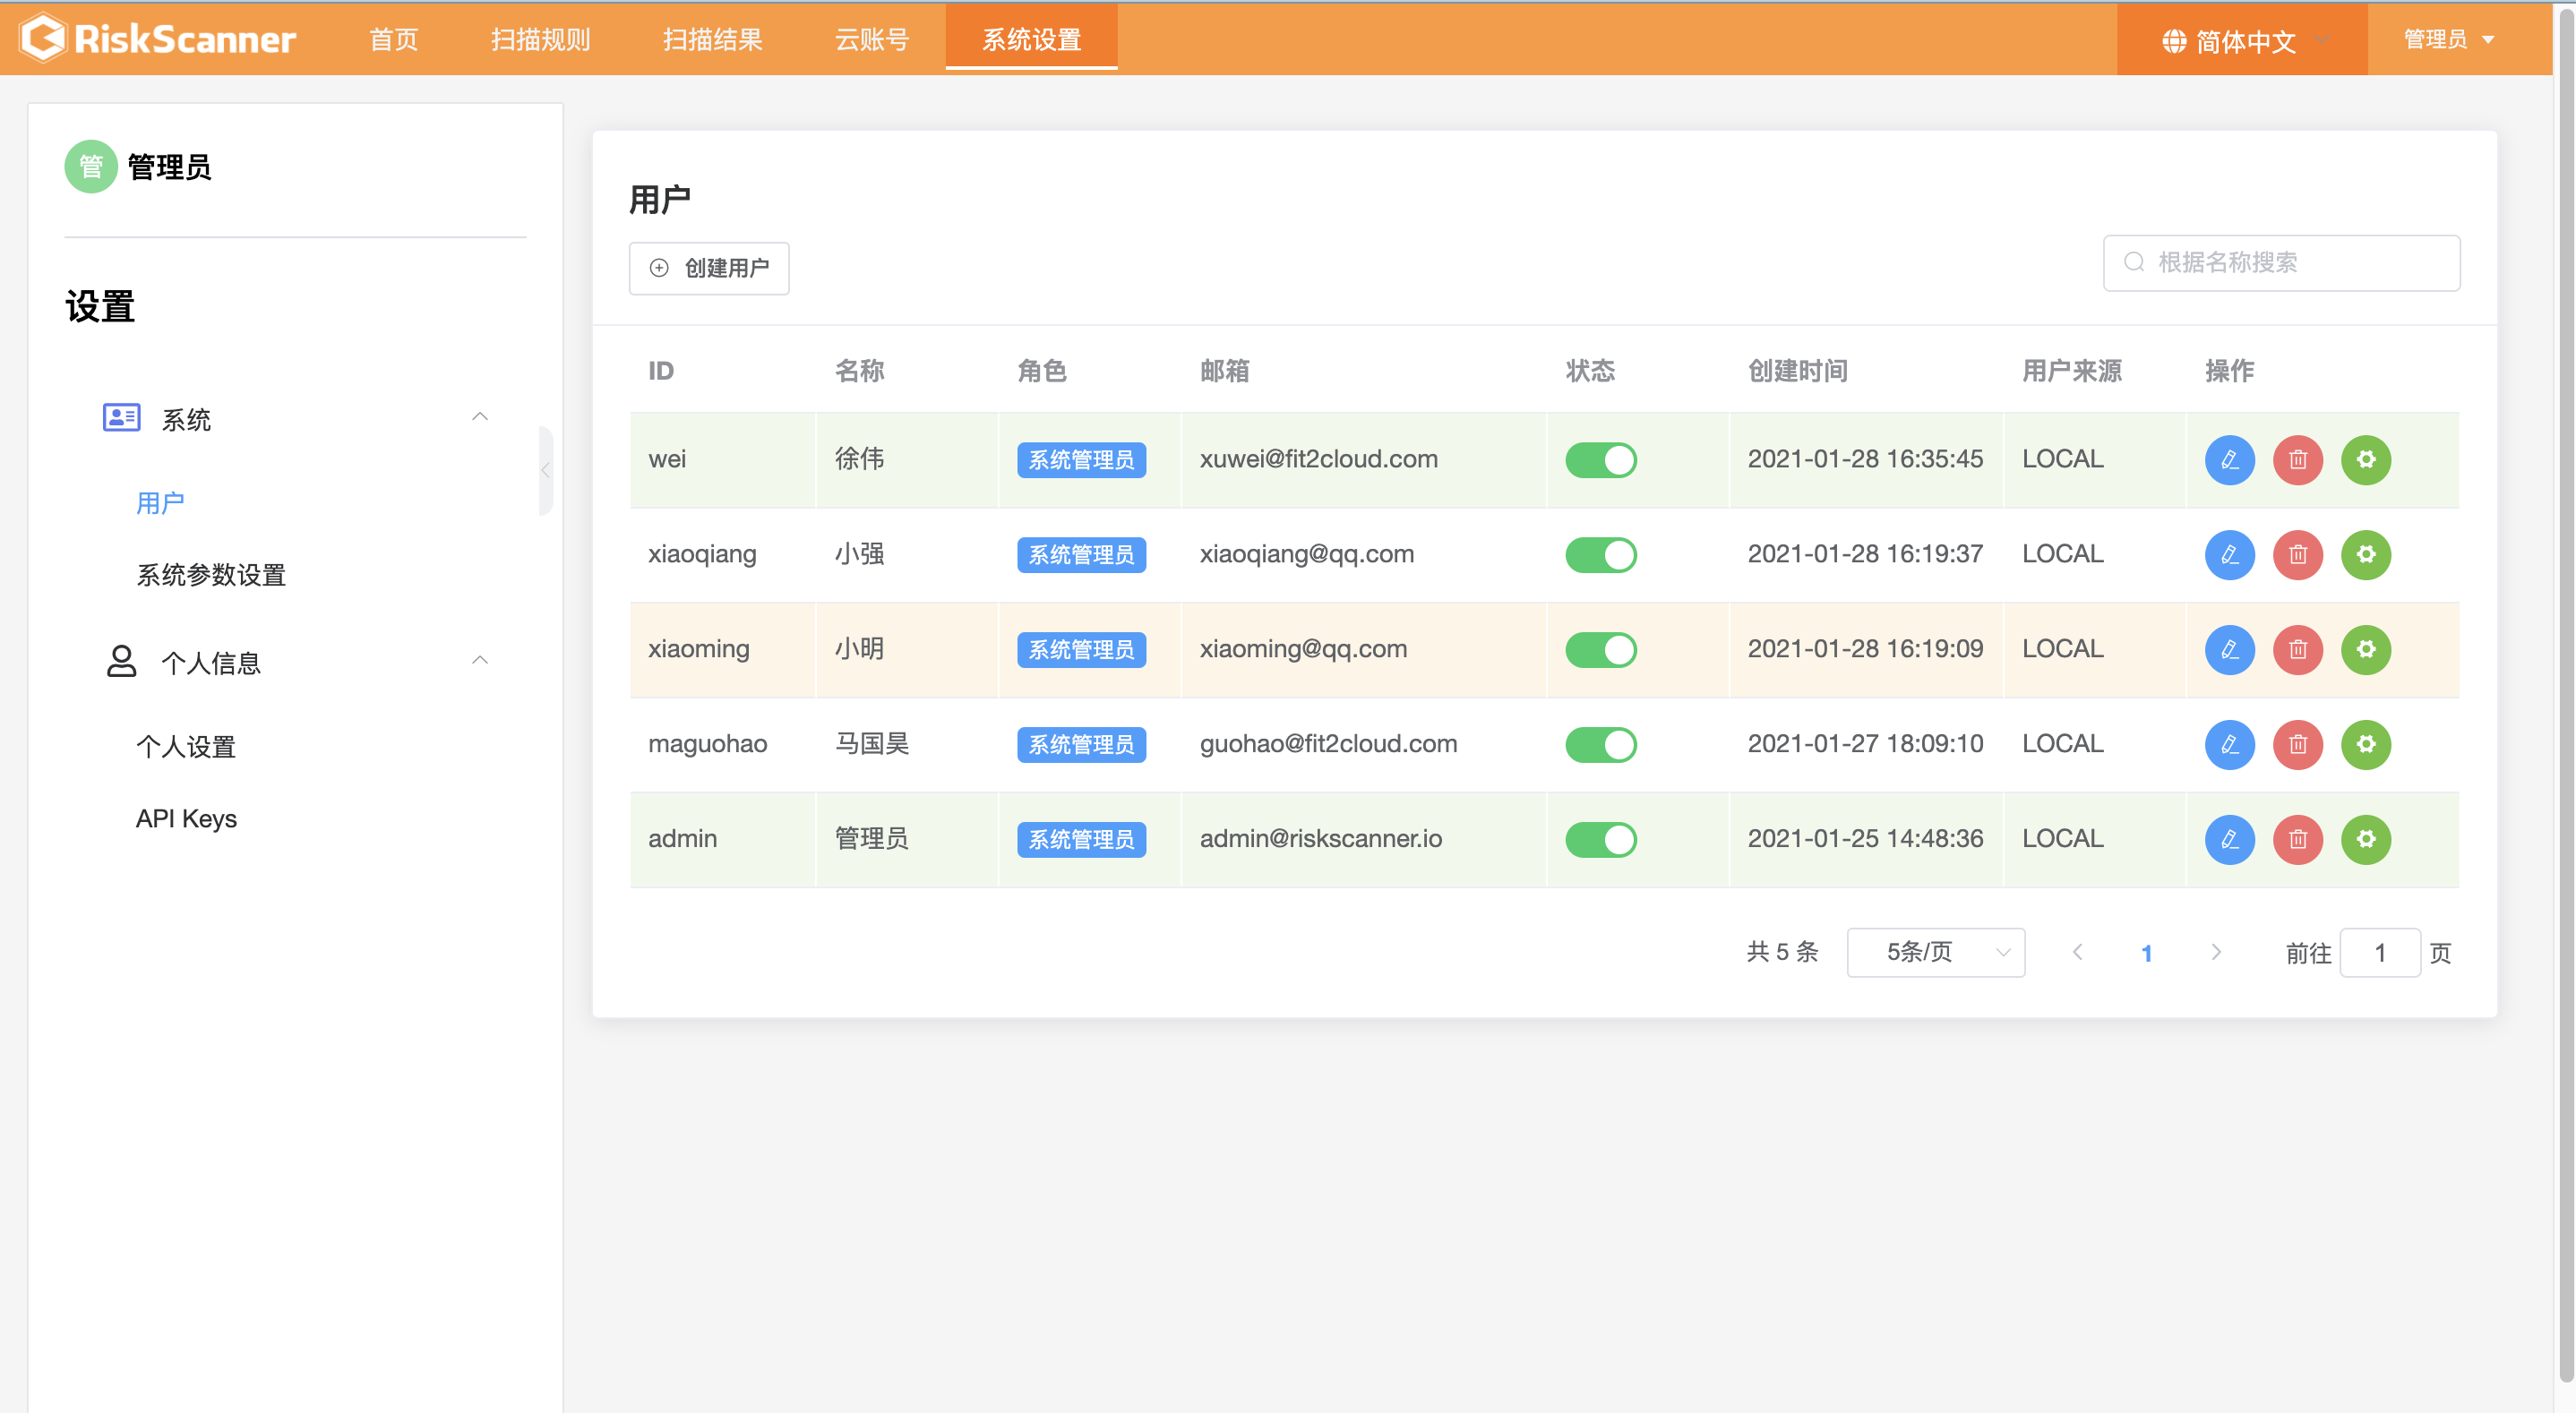 RiskScanner 首页 扫描规则 扫描结果 云账号 系统设置 简体中文 管理员
管 管理员
设置
系统
用户
系统参数设置
个人信息
个人设置
API Keys
用户
创建用户
根据名称搜索
ID 名称 角色 邮箱 状态 创建时间 用户来源 操作
wei 徐伟 系统管理员 xuwei@fit2cloud.com 2021-01-28 16:35:45 LOCAL
xiaoqiang 小强 系统管理员 xiaoqiang@qq.com 2021-01-28 16:19:37 LOCAL
xiaoming 小明 系统管理员 xiaoming@qq.com 2021-01-28 16:19:09 LOCAL
maguohao 马国昊 系统管理员 guohao@fit2cloud.com 2021-01-27 18:09:10 LOCAL
admin 管理员 系统管理员 admin@riskscanner.io 2021-01-25 14:48:36 LOCAL
共 5 条 5条/页 1 前往 1 页